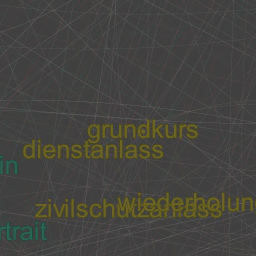 grundkurs
dienstanlass
in
wiederholun
zivilschutzanlass
rtrait